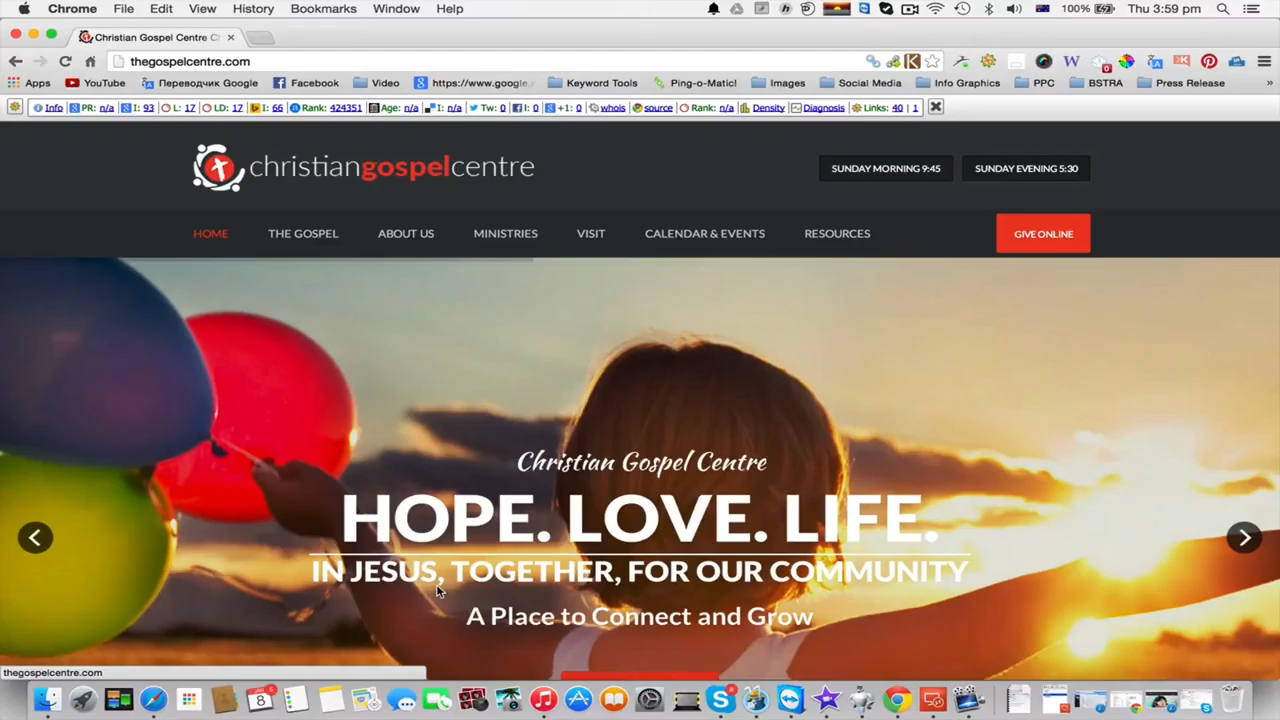 Chrome File Edit View History Bookmarks Window Help 100% Thu 3:59 pm
Christian Gospel Centre C
thegospelcentre.com
Apps YouTube Переводчик Google Facebook Video https://www.google. Keyword Tools Ping-o-Matic! Images Social Media Info Graphics PPC BSTRA Press Release »
Info PR: n/a I: 93 L: 17 LD: 17 I: 66 Rank: 424351 Age: n/a I: n/a Tw: 0 I: 0 +1: 0 whois source Rank: n/a Density Diagnosis Links: 40 | 1
christiangospelcentre
SUNDAY MORNING 9:45 SUNDAY EVENING 5:30
HOME THE GOSPEL ABOUT US MINISTRIES VISIT CALENDAR & EVENTS RESOURCES GIVE ONLINE
Christian Gospel Centre
HOPE. LOVE. LIFE.
IN JESUS, TOGETHER, FOR OUR COMMUNITY
A Place to Connect and Grow
thegospelcentre.com